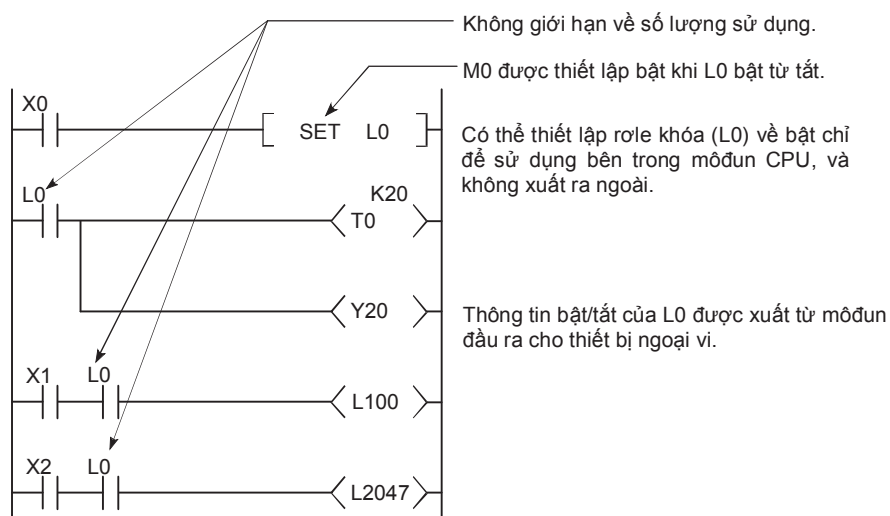 Không giới hạn về số lượng sử dụng.
M0 được thiết lập bật khi L0 bật từ tắt.
X0
SET L0
Có thể thiết lập rơle khóa (L0) về bật chỉ
để sử dụng bên trong môđun CPU, và
không xuất ra ngoài.
L0
K20
T0
Y20
Thông tin bật/tắt của L0 được xuất từ môđun
đầu ra cho thiết bị ngoại vi.
X1 L0
L100
X2 L0
L2047